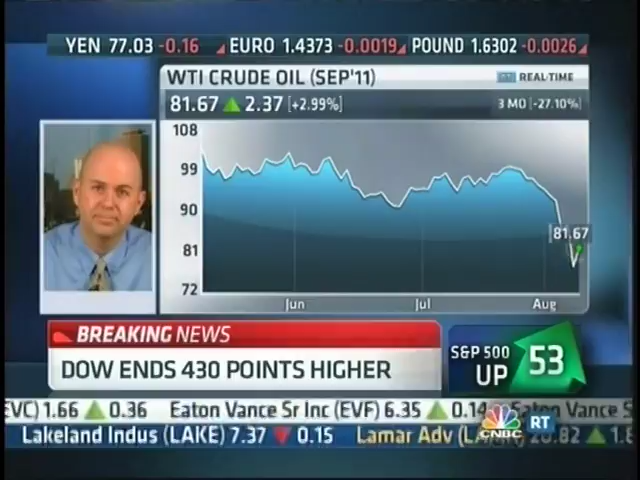 YEN 77.03 -0.16 EURO 1.4373 -0.0019 POUND 1.6302 -0.0026
WTI CRUDE OIL (SEP'11) REAL-TIME
81.67 2.37 [+2.99%] 3 MO [-27.10%]
108
99
90
81.67
81
72
Jun Jul Aug
BREAKING NEWS
DOW ENDS 430 POINTS HIGHER
S&P 500
UP 53
EVC) 1.66 0.36 Eaton Vance Sr Inc (EVF) 6.35 0.14 Eaton Vance S
CNBC RT
Lakeland Indus (LAKE) 7.37 0.15 Lamar Adv